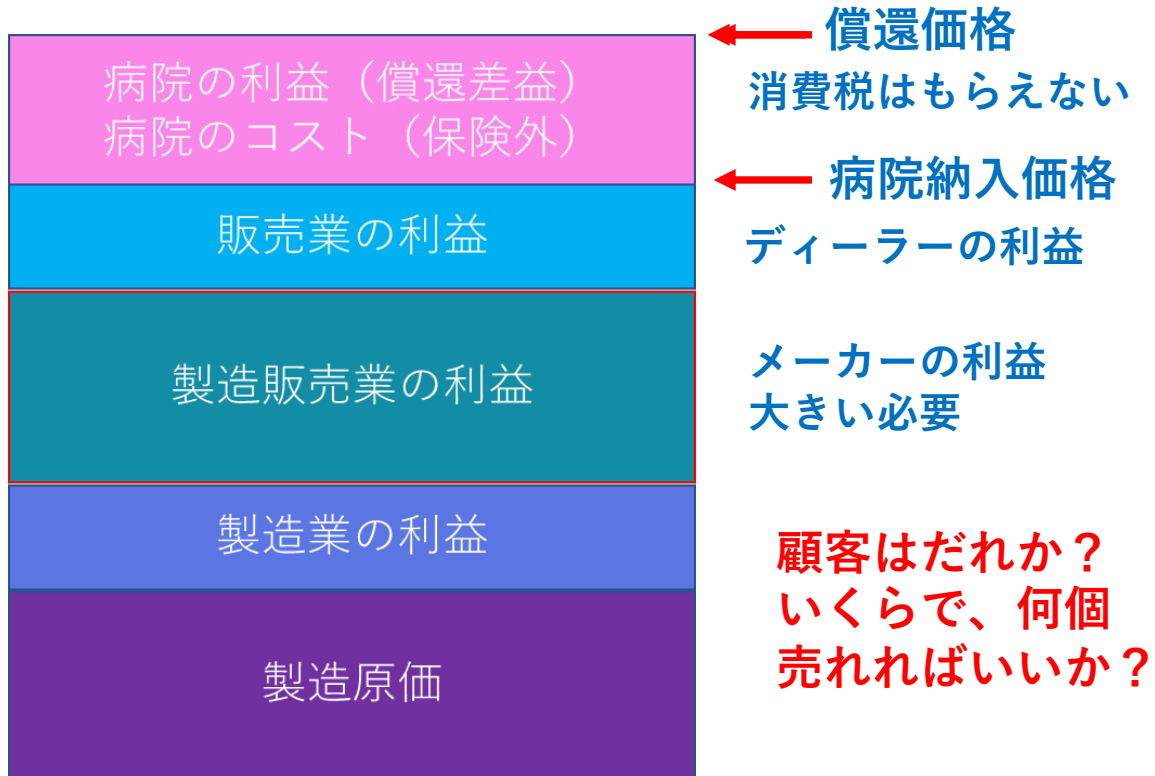 償還価格
病院の利益（償還差益）
病院のコスト（保険外）
消費税はもらえない
病院納入価格
販売業の利益
ディーラーの利益
製造販売業の利益
メーカーの利益
大きい必要
製造業の利益
顧客はだれか？
いくらで、何個
売れればいいか？
製造原価